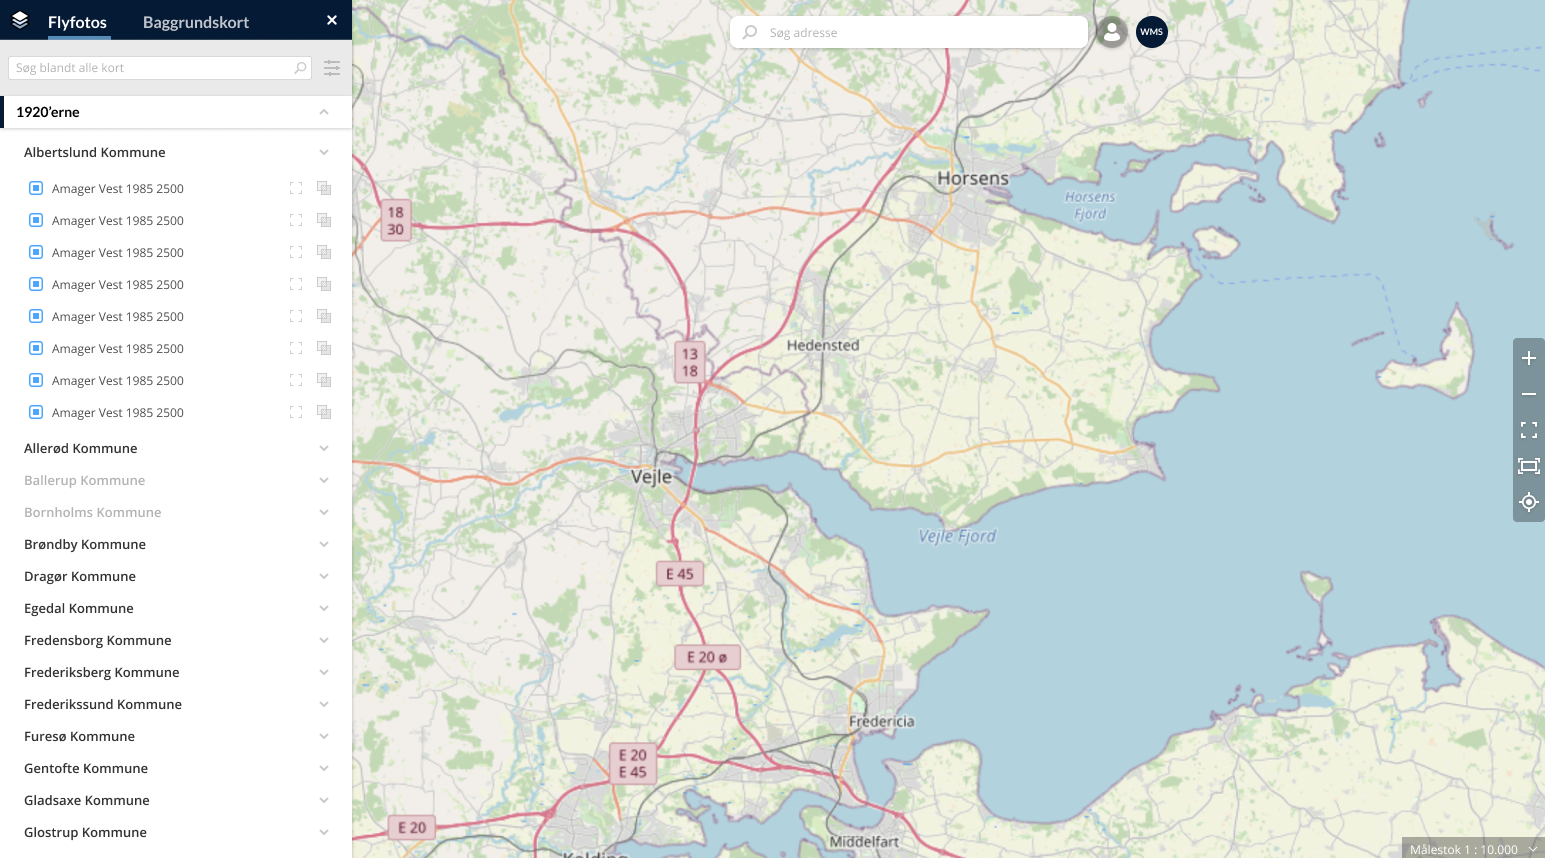 Flyfotos
Baggrundskort
Søg blandt alle kort
1920'erne
Albertslund Kommune
Amager Vest 1985 2500
Amager Vest 1985 2500
Amager Vest 1985 2500
Amager Vest 1985 2500
Amager Vest 1985 2500
Amager Vest 1985 2500
Amager Vest 1985 2500
Amager Vest 1985 2500
Allerød Kommune
Ballerup Kommune
Bornholms Kommune
Brøndby Kommune
Dragør Kommune
Egedal Kommune
Fredensborg Kommune
Frederiksberg Kommune
Frederikssund Kommune
Furesø Kommune
Gentofte Kommune
Gladsaxe Kommune
Glostrup Kommune
Søg adresse
WMS
Horsens
Horsens
Fjord
18
30
Hedensted
13
18
Vejle
Vejle Fjord
E 45
E 20 ø
Fredericia
E 20
E 45
E 20
Middelfart
Kolding
Målestok 1 : 10.000